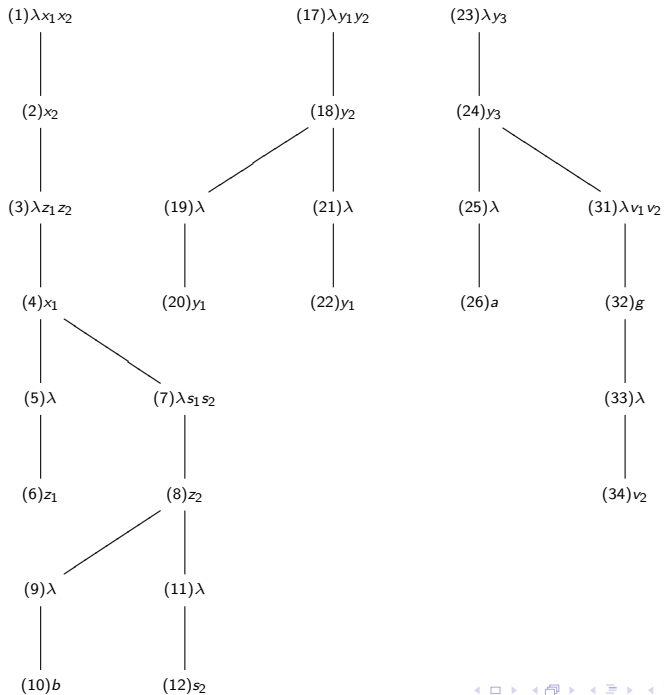 (1)λx₁x₂ (17)λy₁y₂ (23)λy₃
(2)x₂ (18)y₂ (24)y₃
(3)λz₁z₂ (19)λ (21)λ (25)λ (31)λv₁v₂
(4)x₁ (20)y₁ (22)y₁ (26)a (32)g
(5)λ (7)λs₁s₂ (33)λ
(6)z₁ (8)z₂ (34)v₂
(9)λ (11)λ
(10)b (12)s₂